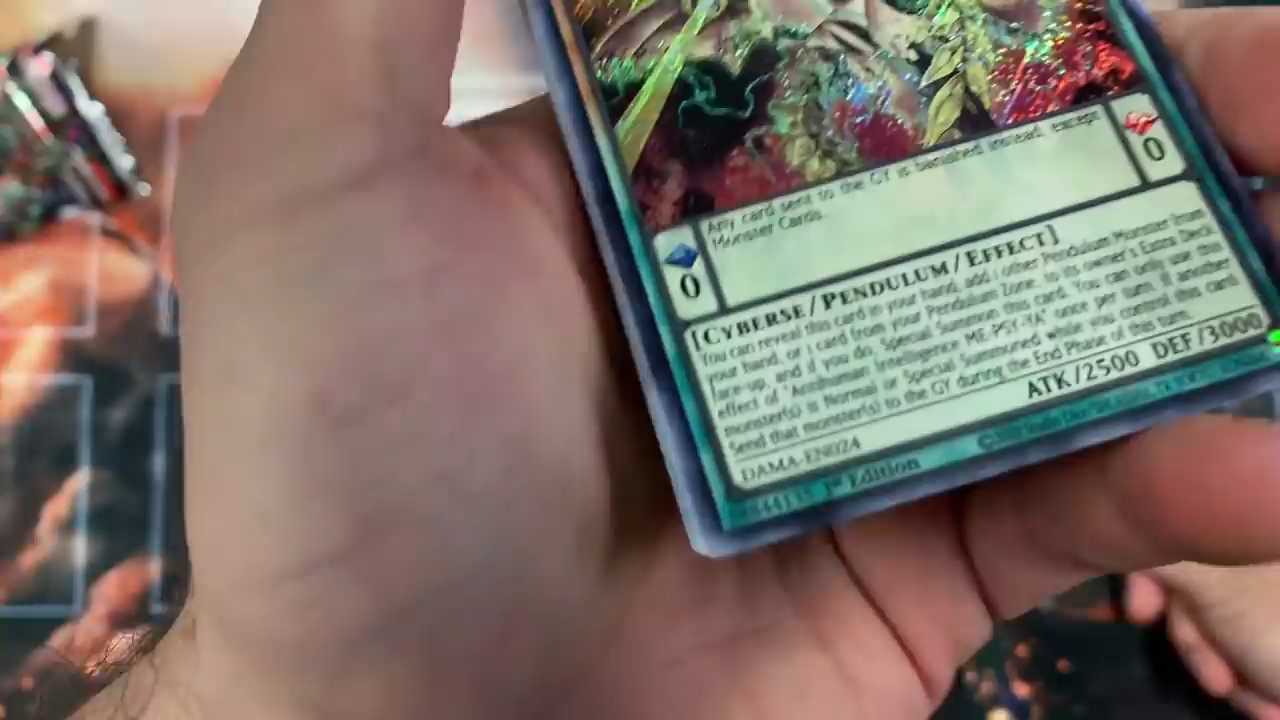 Any card sent to the GY is banished instead except
Monster Cards.
0
0
[CYBERSE/PENDULUM/EFFECT]
You can reveal this card in your hand, add 1 other Pendulum Monster from
your hand, or 1 card from your Pendulum Zone, to its owner's Extra Deck
face-up, and if you do, Special Summon this card. You can only use this
effect of "Antihuman Intelligence ME-PSY-YA" once per turn. If another
monster(s) is Normal or Special Summoned while you control this card:
Send that monster(s) to the GY during the End Phase of this turn.
ATK/2500 DEF/3000
DAMA-EN024
1st Edition